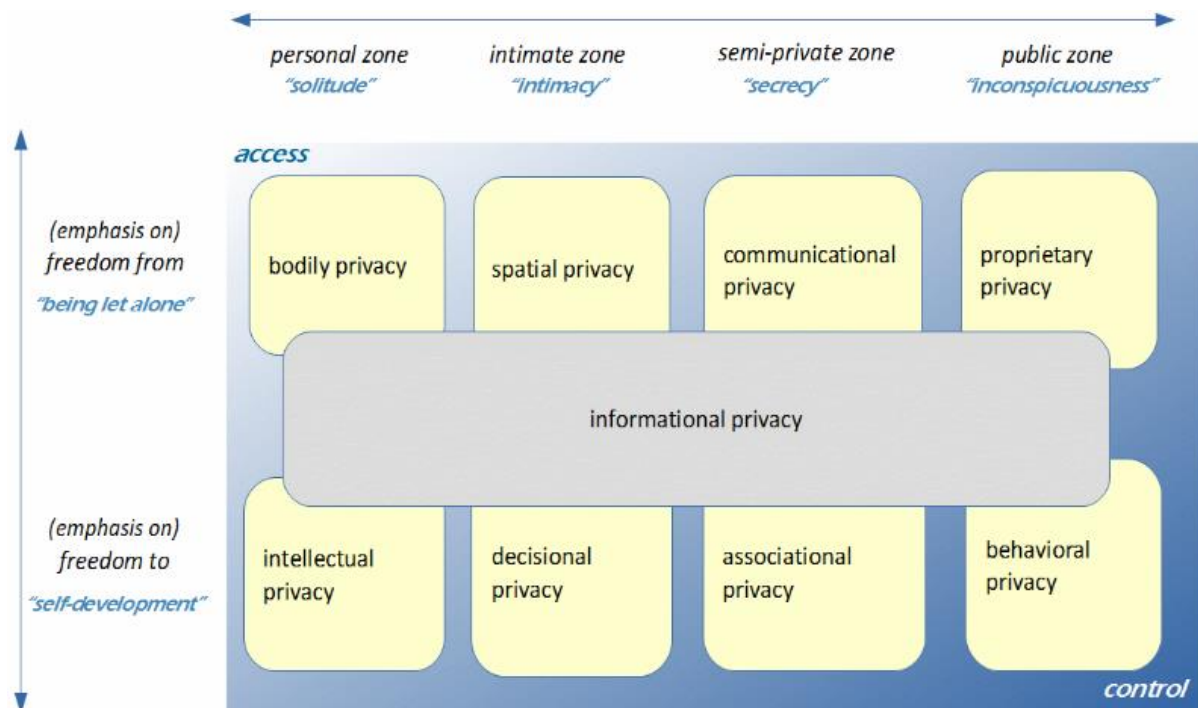 personal zone
"solitude"
intimate zone
"intimacy"
semi-private zone
"secrecy"
public zone
"inconspicuousness"
access
(emphasis on)
freedom from
"being let alone"
bodily privacy
spatial privacy
communicational
privacy
proprietary
privacy
informational privacy
(emphasis on)
freedom to
"self-development"
intellectual
privacy
decisional
privacy
associational
privacy
behavioral
privacy
control